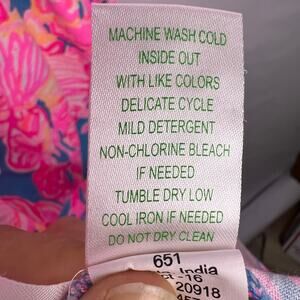 MACHINE WASH COLD
INSIDE OUT
WITH LIKE COLORS
DELICATE CYCLE
MILD DETERGENT
NON-CHLORINE BLEACH
IF NEEDED
TUMBLE DRY LOW
COOL IRON IF NEEDED
DO NOT DRY CLEAN
651
India
-16
20918